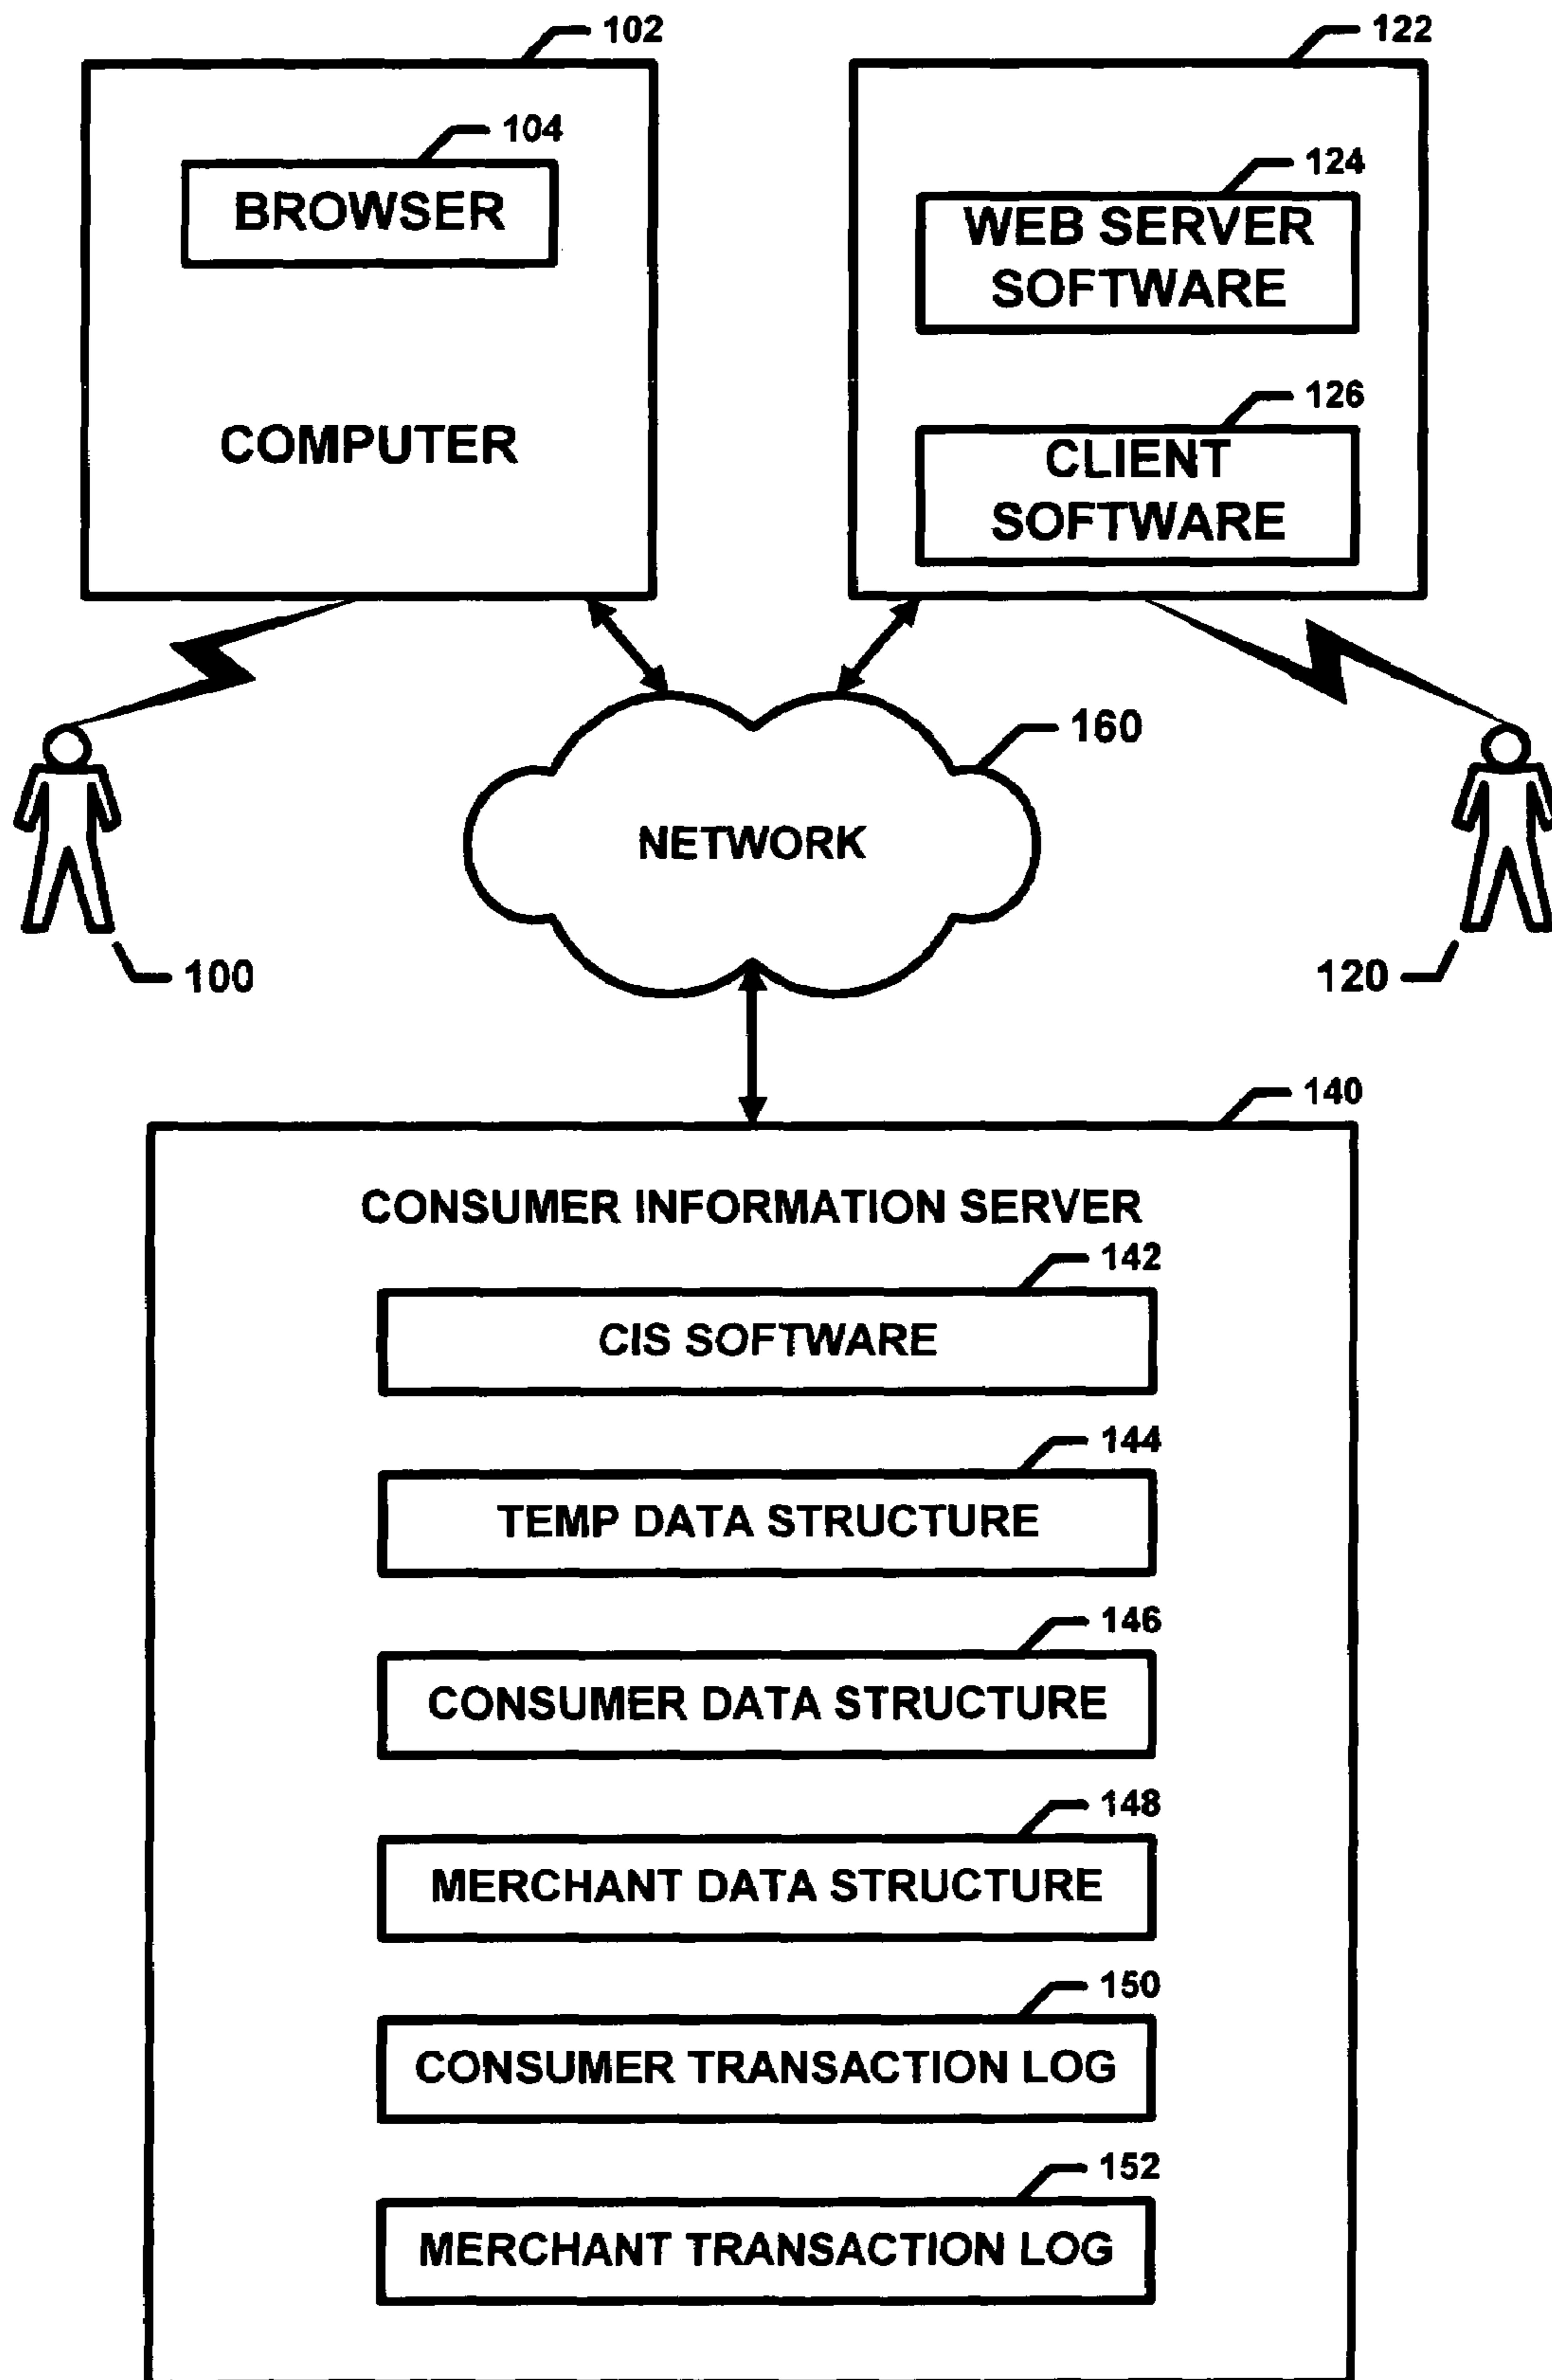 102
122
104
BROWSER
COMPUTER
124
WEB SERVER
SOFTWARE
126
CLIENT
SOFTWARE
160
NETWORK
100
120
140
CONSUMER INFORMATION SERVER
142
CIS SOFTWARE
144
TEMP DATA STRUCTURE
146
CONSUMER DATA STRUCTURE
148
MERCHANT DATA STRUCTURE
150
CONSUMER TRANSACTION LOG
152
MERCHANT TRANSACTION LOG